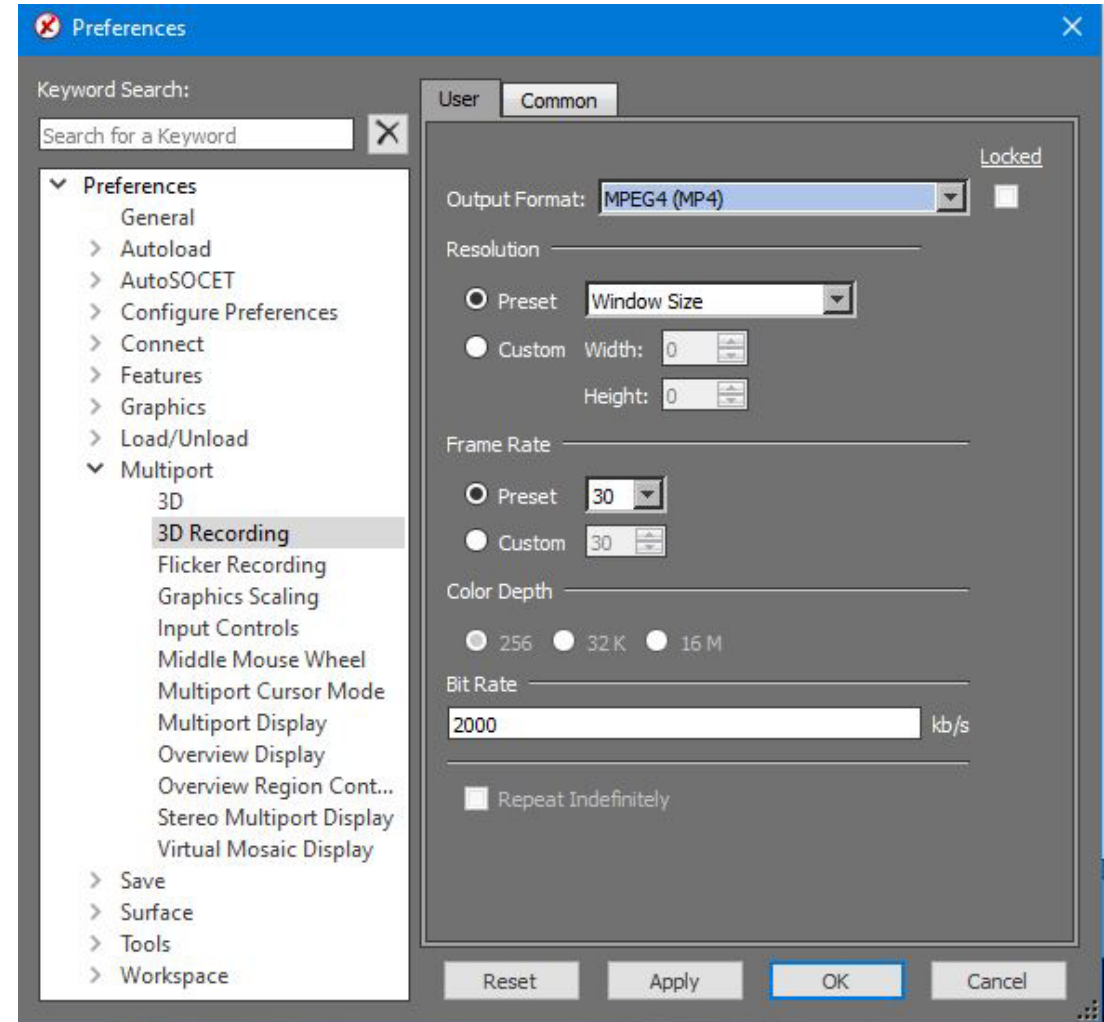 Preferences
Keyword Search:
Search for a Keyword
Preferences
General
Autoload
AutoSOCET
Configure Preferences
Connect
Features
Graphics
Load/Unload
Multiport
3D
3D Recording
Flicker Recording
Graphics Scaling
Input Controls
Middle Mouse Wheel
Multiport Cursor Mode
Multiport Display
Overview Display
Overview Region Cont...
Stereo Multiport Display
Virtual Mosaic Display
Save
Surface
Tools
Workspace
User Common
Locked
Output Format: MPEG4 (MP4)
Resolution
Preset Window Size
Custom Width: 0
Height: 0
Frame Rate
Preset 30
Custom 30
Color Depth
256 32 K 16 M
Bit Rate
2000 kb/s
Repeat Indefinitely
Reset Apply OK Cancel